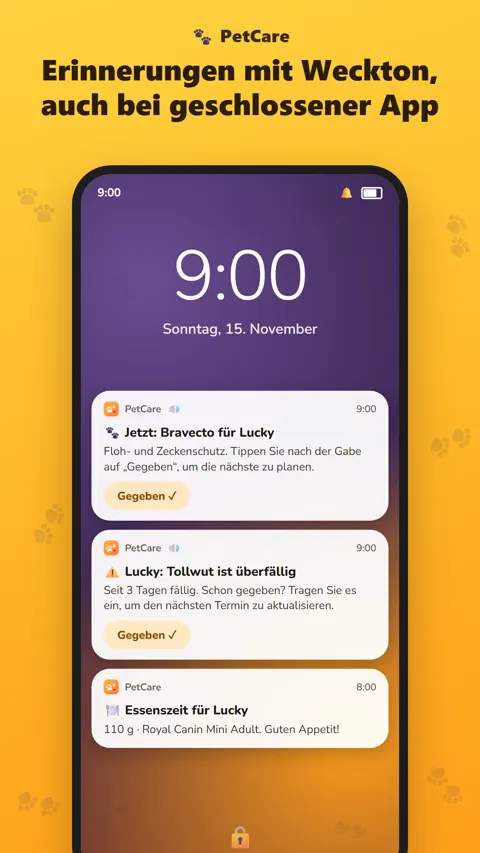 PetCare
Erinnerungen mit Weckton,
auch bei geschlossener App
9:00
9:00
Sonntag, 15. November
PetCare 9:00
Jetzt: Bravecto für Lucky
Floh- und Zeckenschutz. Tippen Sie nach der Gabe
auf „Gegeben“, um die nächste zu planen.
Gegeben ✓
PetCare 9:00
Lucky: Tollwut ist überfällig
Seit 3 Tagen fällig. Schon gegeben? Tragen Sie es
ein, um den nächsten Termin zu aktualisieren.
Gegeben ✓
PetCare 8:00
Essenszeit für Lucky
110 g · Royal Canin Mini Adult. Guten Appetit!